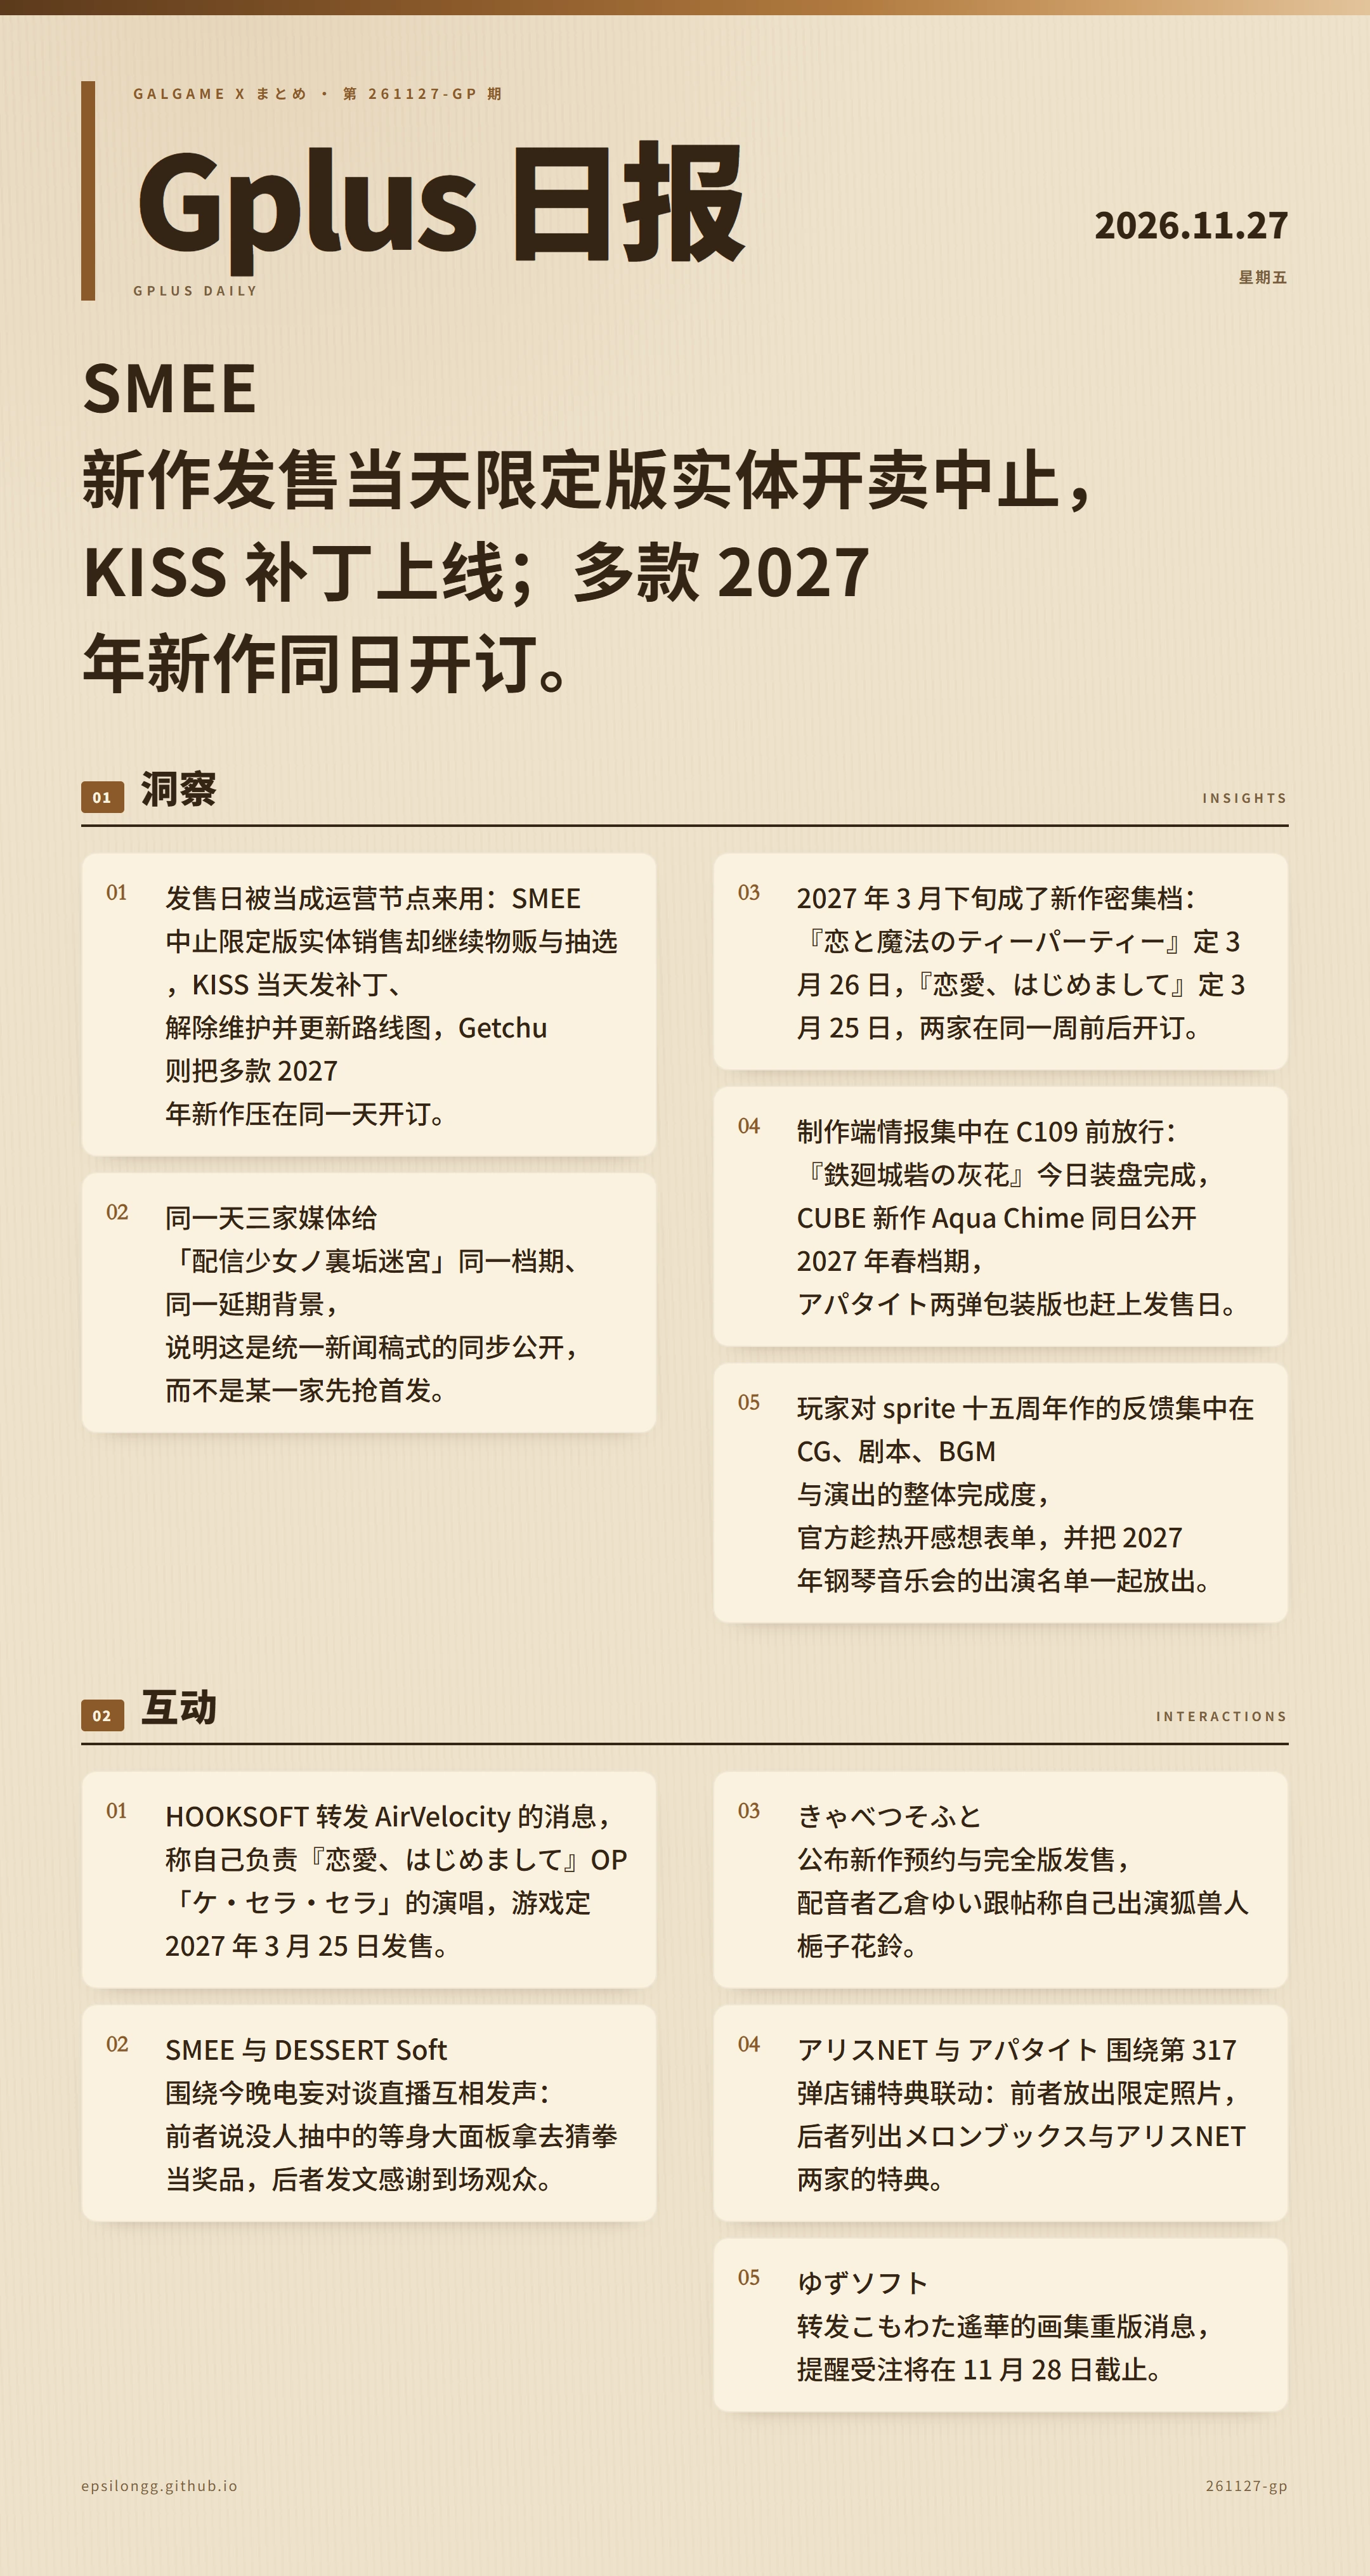 GALGAME X まとめ ・ 第 261127-GP 期
Gplus 日报
GPLUS DAILY
2026.11.27
星期五
SMEE
新作发售当天限定版实体开卖中止，
KISS 补丁上线；多款 2027
年新作同日开订。
01 洞察
INSIGHTS
01
发售日被当成运营节点来用：SMEE
中止限定版实体销售却继续物贩与抽选
，KISS 当天发补丁、
解除维护并更新路线图，Getchu
则把多款 2027
年新作压在同一天开订。
02
同一天三家媒体给
「配信少女ノ裏垢迷宮」同一档期、
同一延期背景，
说明这是统一新闻稿式的同步公开，
而不是某一家先抢首发。
03
2027 年 3 月下旬成了新作密集档：
『恋と魔法のティーパーティー』定 3
月 26 日，『恋愛、はじめまして』定 3
月 25 日，两家在同一周前后开订。
04
制作端情报集中在 C109 前放行：
『鉄廻城砦の灰花』今日装盘完成，
CUBE 新作 Aqua Chime 同日公开
2027 年春档期，
アパタイト两弹包装版也赶上发售日。
05
玩家对 sprite 十五周年作的反馈集中在
CG、剧本、BGM
与演出的整体完成度，
官方趁热开感想表单，并把 2027
年钢琴音乐会的出演名单一起放出。
02 互动
INTERACTIONS
01
HOOKSOFT 转发 AirVelocity 的消息，
称自己负责『恋愛、はじめまして』OP
「ケ・セラ・セラ」的演唱，游戏定
2027 年 3 月 25 日发售。
02
SMEE 与 DESSERT Soft
围绕今晚电妄对谈直播互相发声：
前者说没人抽中的等身大面板拿去猜拳
当奖品，后者发文感谢到场观众。
03
きゃべつそふと
公布新作预约与完全版发售，
配音者乙倉ゆい跟帖称自己出演狐兽人
梔子花鈴。
04
アリスNET 与 アパタイト 围绕第 317
弹店铺特典联动：前者放出限定照片，
后者列出メロンブックス与アリスNET
两家的特典。
05
ゆずソフト
转发こもわた遙華的画集重版消息，
提醒受注将在 11 月 28 日截止。
epsilongg.github.io
261127-gp